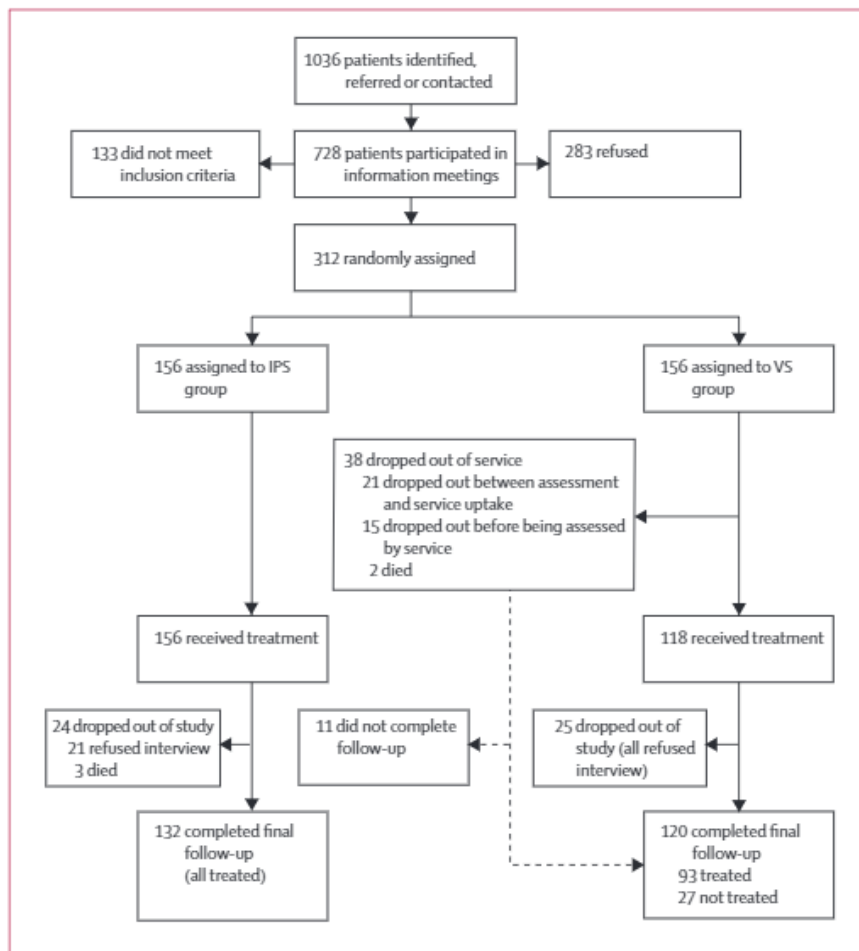 1036 patients identified,
referred or contacted
133 did not meet
inclusion criteria
728 patients participated in
information meetings
283 refused
312 randomly assigned
156 assigned to IPS
group
156 assigned to VS
group
38 dropped out of service
21 dropped out between assessment
and service uptake
15 dropped out before being assessed
by service
2 died
156 received treatment
118 received treatment
24 dropped out of study
21 refused interview
3 died
11 did not complete
follow-up
25 dropped out of
study (all refused
interview)
132 completed final
follow-up
(all treated)
120 completed final
follow-up
93 treated
27 not treated